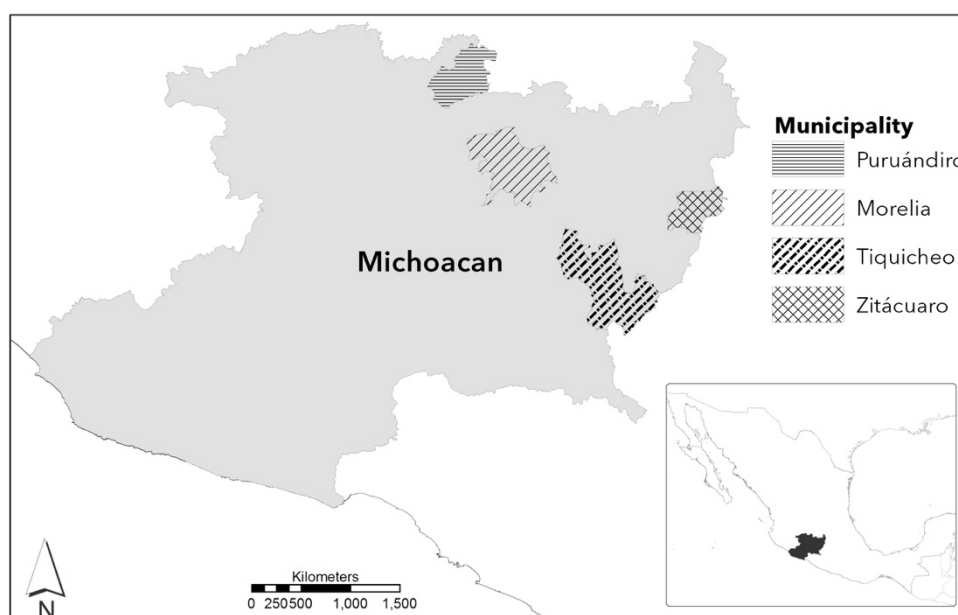 Municipality
Puruándiro
Morelia
Tiquicheo
Zitácuaro
Michoacan
Kilometers
0 250 500 1,000 1,500
N